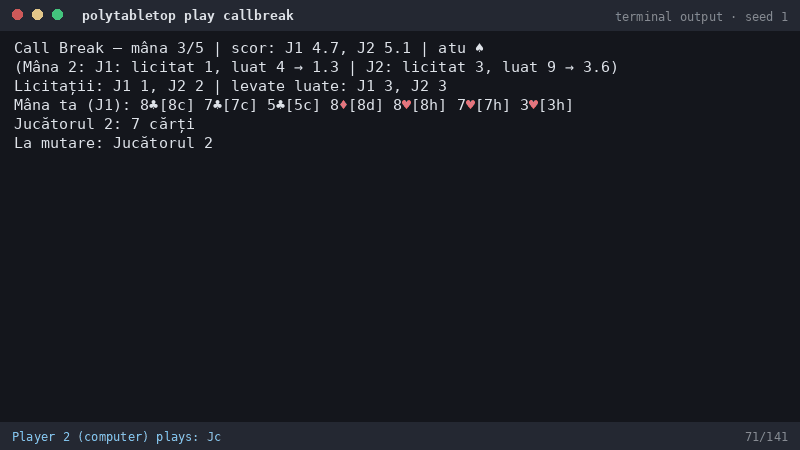 polytabletop play callbreak
terminal output · seed 1
Call Break — mâna 3/5 | scor: J1 4.7, J2 5.1 | atu ♠
(Mâna 2: J1: licitat 1, luat 4 → 1.3 | J2: licitat 3, luat 9 → 3.6)
Licitații: J1 1, J2 2 | levate luate: J1 3, J2 3
Mâna ta (J1): 8♣[8c] 7♣[7c] 5♣[5c] 8♦[8d] 8♥[8h] 7♥[7h] 3♥[3h]
Jucătorul 2: 7 cărți
La mutare: Jucătorul 2
Player 2 (computer) plays: Jc
71/141